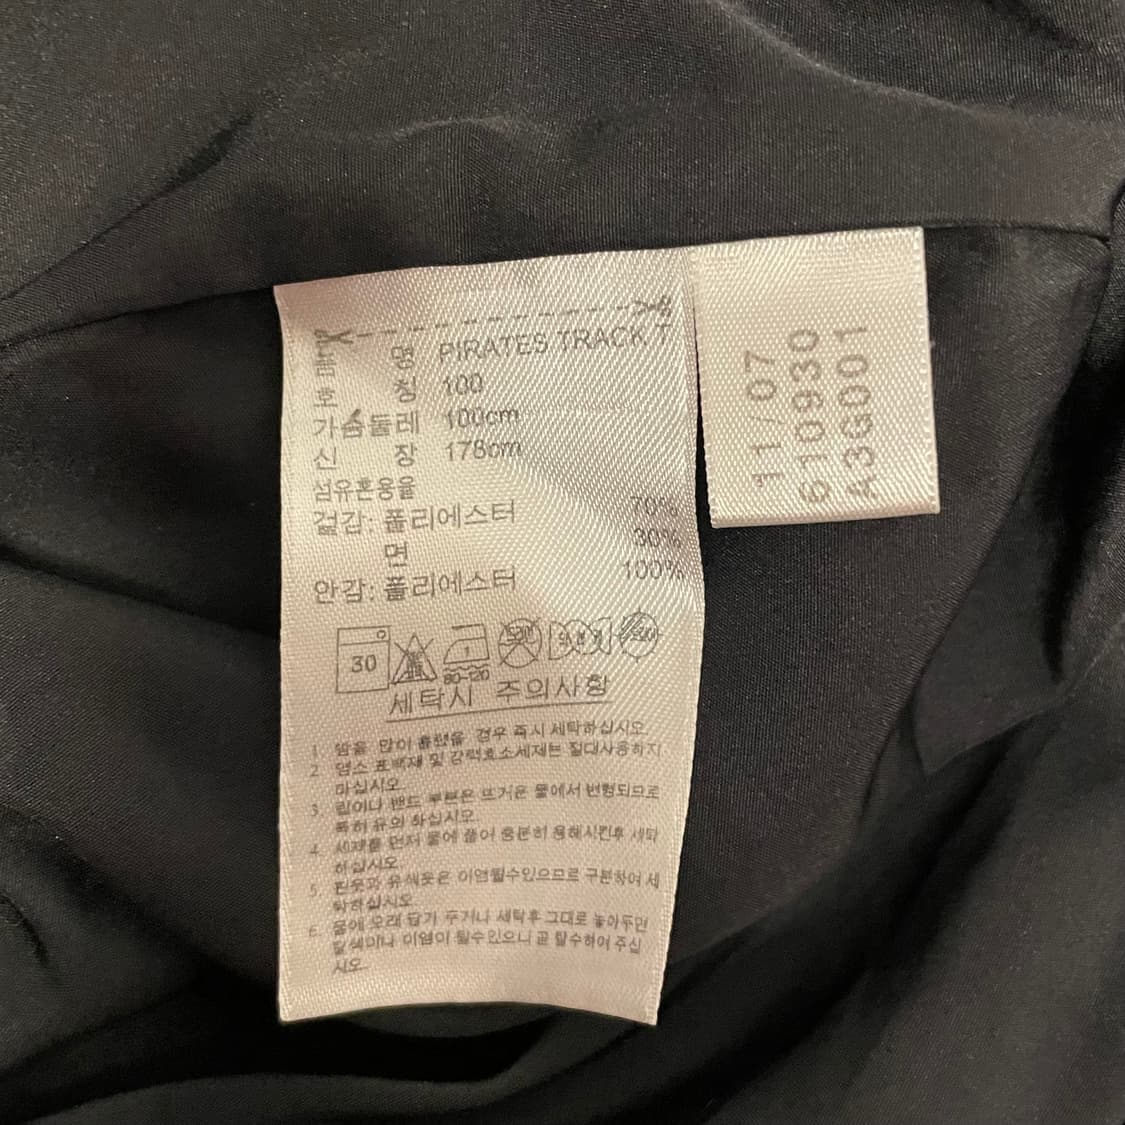 품 명 PIRATES TRACK T
호 칭 100
가슴둘레 100cm
신 장 178cm
섬유혼용율
겉감: 폴리에스터 70%
면 30%
안감: 폴리에스터 100%
30
80-120
세탁시 주의사항
1. 땀을 많이 흘렸을 경우 즉시 세탁하십시오.
2. 염소 표백제 및 강력효소세제는 절대사용하지
마십시오.
3. 립이나 밴드 부분은 뜨거운 물에서 변형되므로
특히 유의 하십시오.
4. 세제를 먼저 물에 풀어 충분히 용해시킨후 세탁
하십시오.
5. 흰옷과 유색옷은 이염될수있으므로 구분하여 세
탁하십시오.
6. 물에 오래 담가 두거나 세탁후 그대로 놓아두면
탈색이나 이염이 될수있으니 곧 탈수하여 주십
시오.
11/07
610930
A3G001